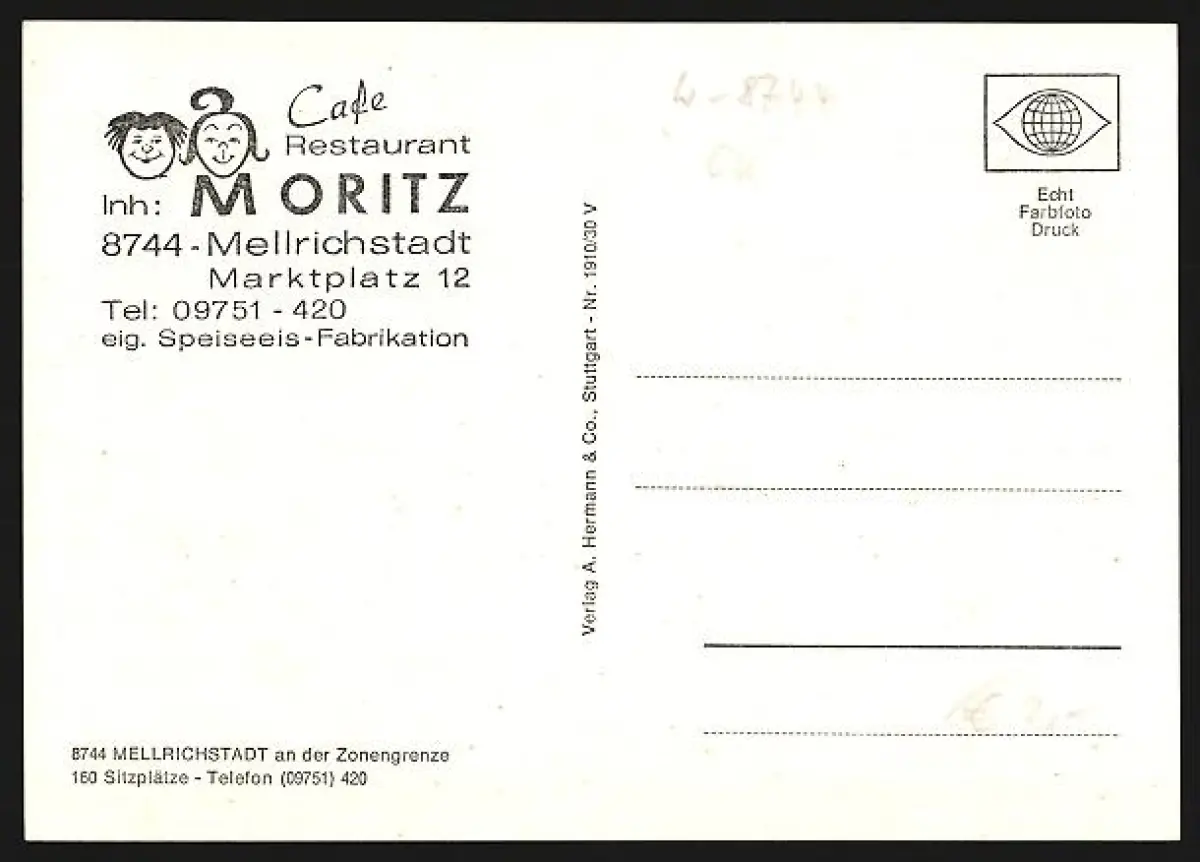 Cafe
Restaurant
Inh: MORITZ
8744 - Mellrichstadt
Marktplatz 12
Tel: 09751 - 420
eig. Speiseeis-Fabrikation
8744 MELLRICHSTADT an der Zonengrenze
160 Sitzplätze - Telefon (09751) 420
Verlag A. Hermann & Co., Stuttgart - Nr. 1910/30 V
W-8744
Echt
Farbfoto
Druck